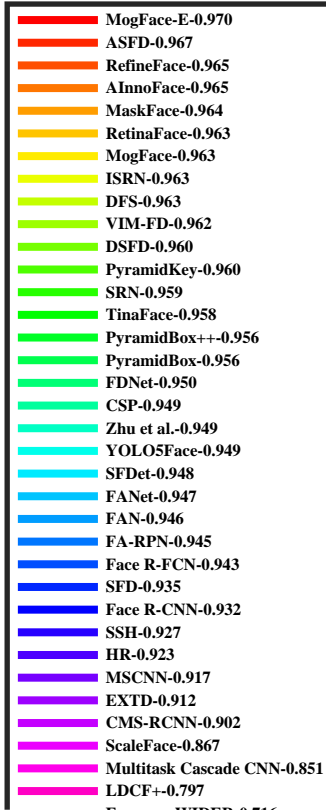 MogFace-E-0.970
ASFD-0.967
RefineFace-0.965
AInnoFace-0.965
MaskFace-0.964
RetinaFace-0.963
MogFace-0.963
ISRN-0.963
DFS-0.963
VIM-FD-0.962
DSFD-0.960
PyramidKey-0.960
SRN-0.959
TinaFace-0.958
PyramidBox++-0.956
PyramidBox-0.956
FDNet-0.950
CSP-0.949
Zhu et al.-0.949
YOLO5Face-0.949
SFDet-0.948
FANet-0.947
FAN-0.946
FA-RPN-0.945
Face R-FCN-0.943
SFD-0.935
Face R-CNN-0.932
SSH-0.927
HR-0.923
MSCNN-0.917
EXTD-0.912
CMS-RCNN-0.902
ScaleFace-0.867
Multitask Cascade CNN-0.851
LDCF+-0.797